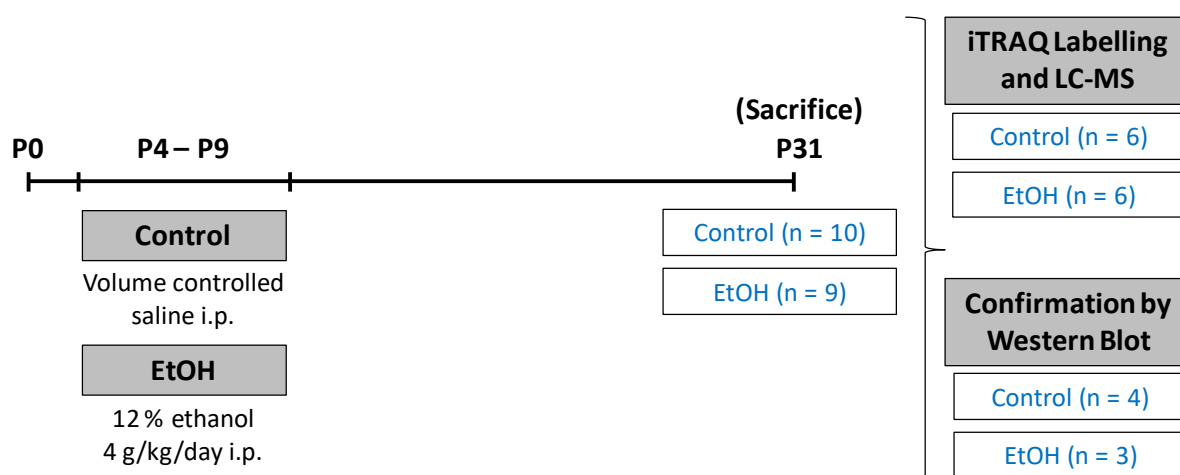 P0
P4 – P9
(Sacrifice)
P31
Control
Volume controlled
saline i.p.
EtOH
12 % ethanol
4 g/kg/day i.p.
Control (n = 10)
EtOH (n = 9)
iTRAQ Labelling
and LC-MS
Control (n = 6)
EtOH (n = 6)
Confirmation by
Western Blot
Control (n = 4)
EtOH (n = 3)